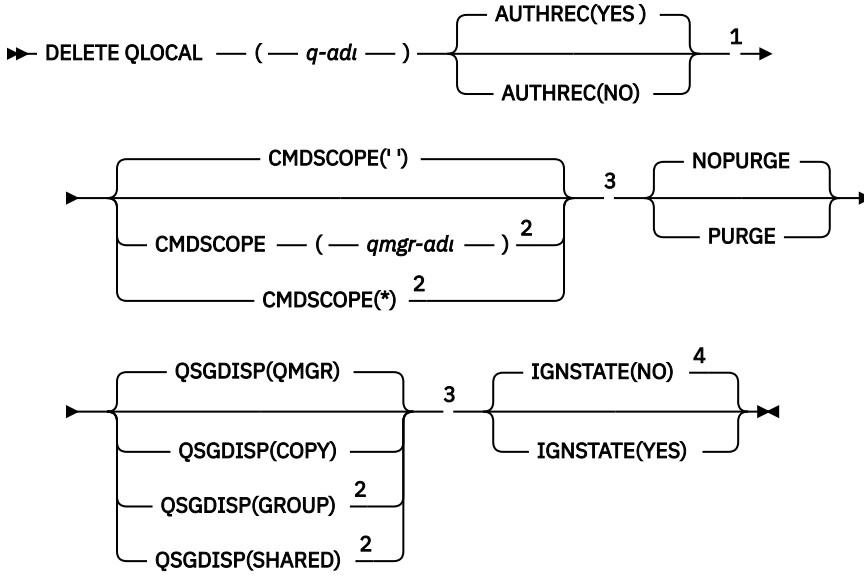 AUTHREC(YES )
DELETE QLOCAL ( q-adı ) 1
AUTHREC(NO)
CMDSCOPE(' ') NOPURGE
3
CMDSCOPE ( qmgr-adı ) 2 PURGE
CMDSCOPE(*) 2
QSGDISP(QMGR) IGNSTATE(NO) 4
3
QSGDISP(COPY) IGNSTATE(YES)
QSGDISP(GROUP) 2
QSGDISP(SHARED) 2